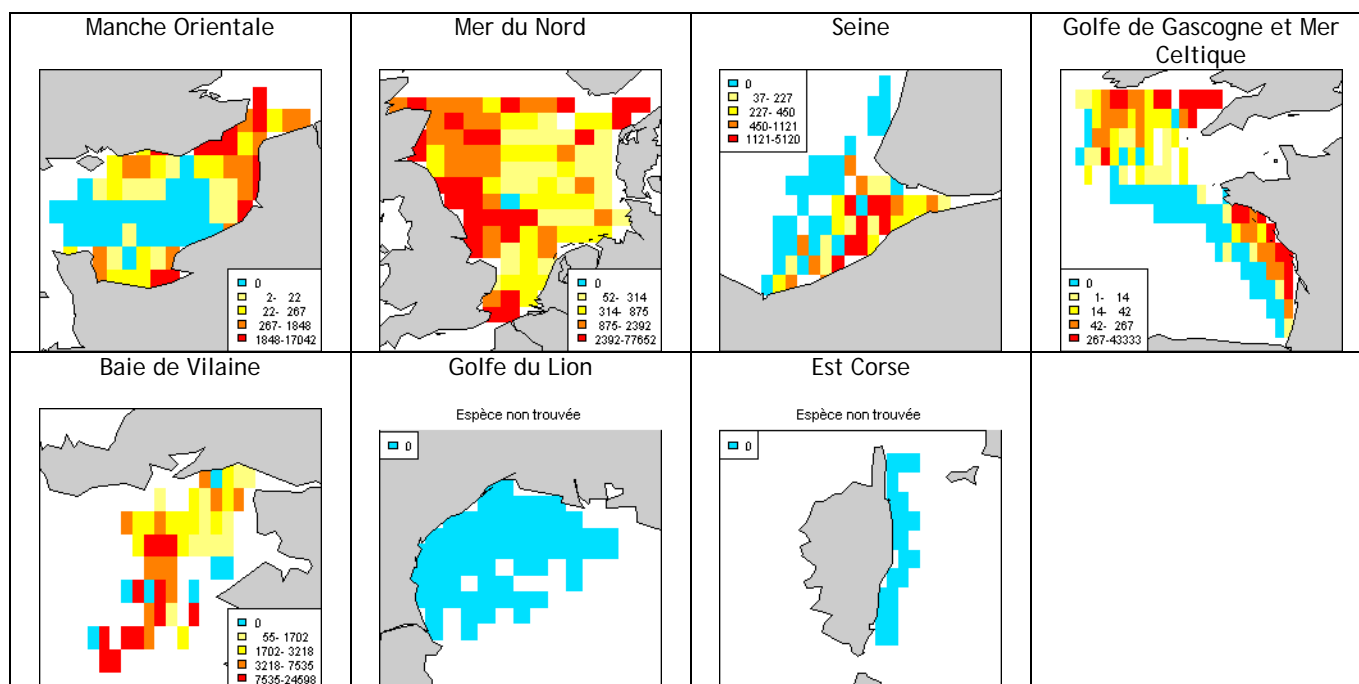 Manche Orientale
0
2- 22
22- 267
267- 1848
1848-17042
Mer du Nord
0
52- 314
314- 875
875- 2392
2392-77652
Seine
0
37- 227
227- 450
450-1121
1121-5120
Golfe de Gascogne et Mer
Celtique
0
1- 14
14- 42
42- 267
267-43333
Baie de Vilaine
0
55- 1702
1702- 3218
3218- 7535
7535-24598
Golfe du Lion
Espèce non trouvée
0
Est Corse
Espèce non trouvée
0